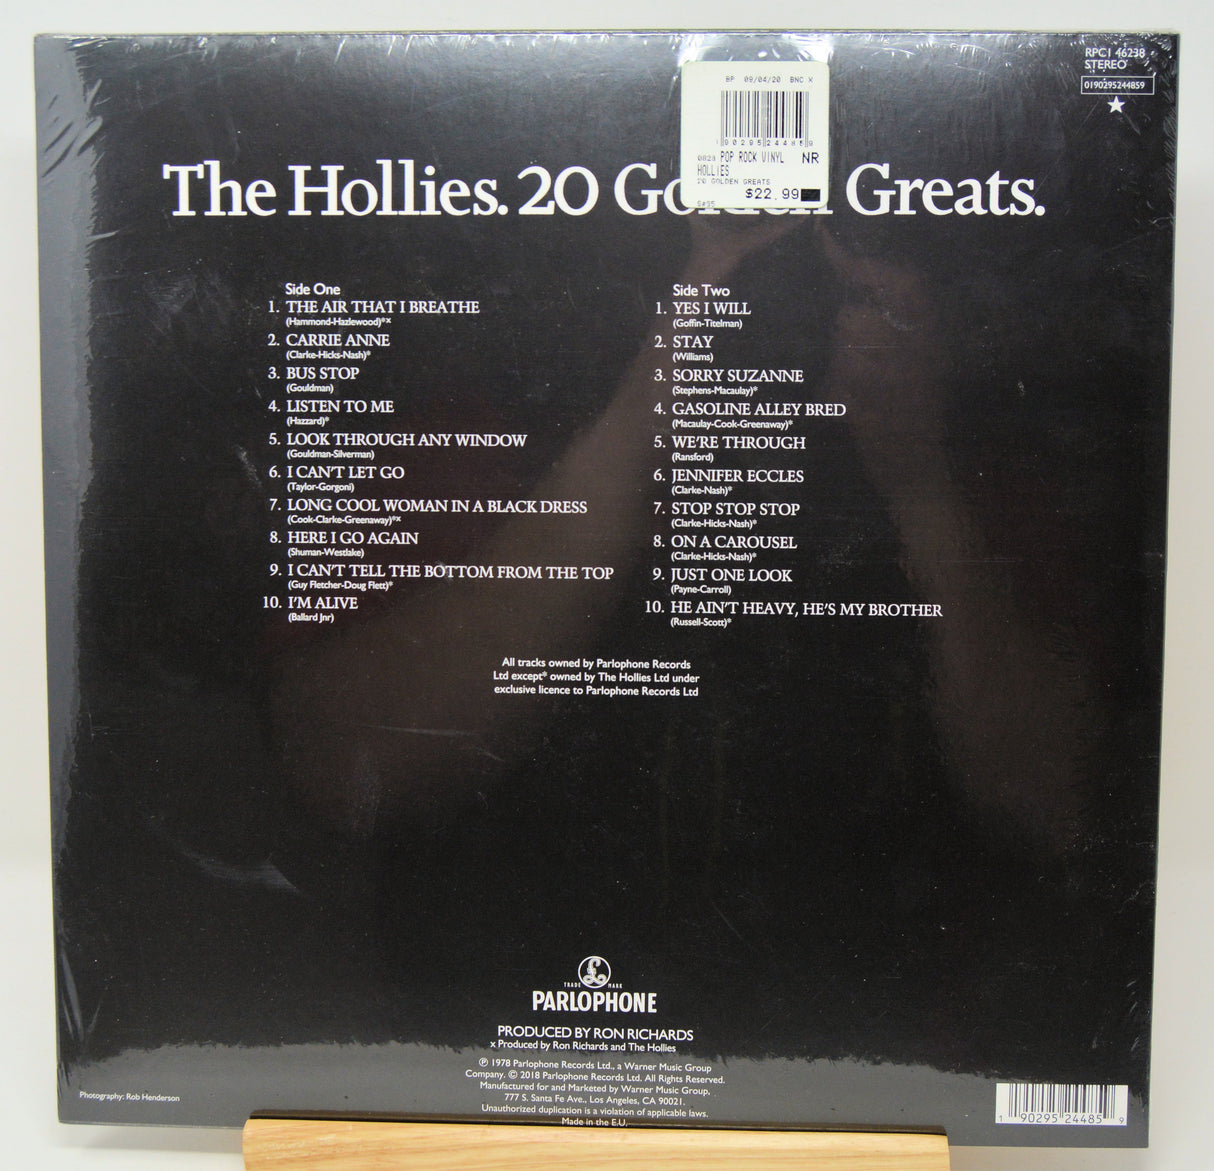 RPC1 46238
STEREO
0190295244859
BP 09/04/20 BNC X
190295244859
0823 POP ROCK VINYL NR
HOLLIES
20 GOLDEN GREATS
$22.99
The Hollies. 20 Golden Greats.
Side One
1. THE AIR THAT I BREATHE
(Hammond-Hazlewood)*x
2. CARRIE ANNE
(Clarke-Hicks-Nash)*
3. BUS STOP
(Gouldman)
4. LISTEN TO ME
(Hazzard)*
5. LOOK THROUGH ANY WINDOW
(Gouldman-Silverman)
6. I CAN'T LET GO
(Taylor-Gorgoni)
7. LONG COOL WOMAN IN A BLACK DRESS
(Cook-Clarke-Greenaway)*x
8. HERE I GO AGAIN
(Shuman-Westlake)
9. I CAN'T TELL THE BOTTOM FROM THE TOP
(Guy Fletcher-Doug Flett)*
10. I'M ALIVE
(Ballard Jnr)
Side Two
1. YES I WILL
(Goffin-Titelman)
2. STAY
(Williams)
3. SORRY SUZANNE
(Stephens-Macaulay)*
4. GASOLINE ALLEY BRED
(Macaulay-Cook-Greenaway)*
5. WE'RE THROUGH
(Ransford)
6. JENNIFER ECCLES
(Clarke-Nash)*
7. STOP STOP STOP
(Clarke-Hicks-Nash)*
8. ON A CAROUSEL
(Clarke-Hicks-Nash)*
9. JUST ONE LOOK
(Payne-Carroll)
10. HE AIN'T HEAVY, HE'S MY BROTHER
(Russell-Scott)*
All tracks owned by Parlophone Records
Ltd except* owned by The Hollies Ltd under
exclusive licence to Parlophone Records Ltd
£
TRADE MARK
PARLOPHONE
PRODUCED BY RON RICHARDS
x Produced by Ron Richards and The Hollies
℗ 1978 Parlophone Records Ltd., a Warner Music Group
Company. © 2018 Parlophone Records Ltd. All Rights Reserved.
Manufactured for and Marketed by Warner Music Group,
777 S. Santa Fe Ave., Los Angeles, CA 90021.
Unauthorized duplication is a violation of applicable laws.
Made in the E.U.
Photography: Rob Henderson
1 90295 24485 9